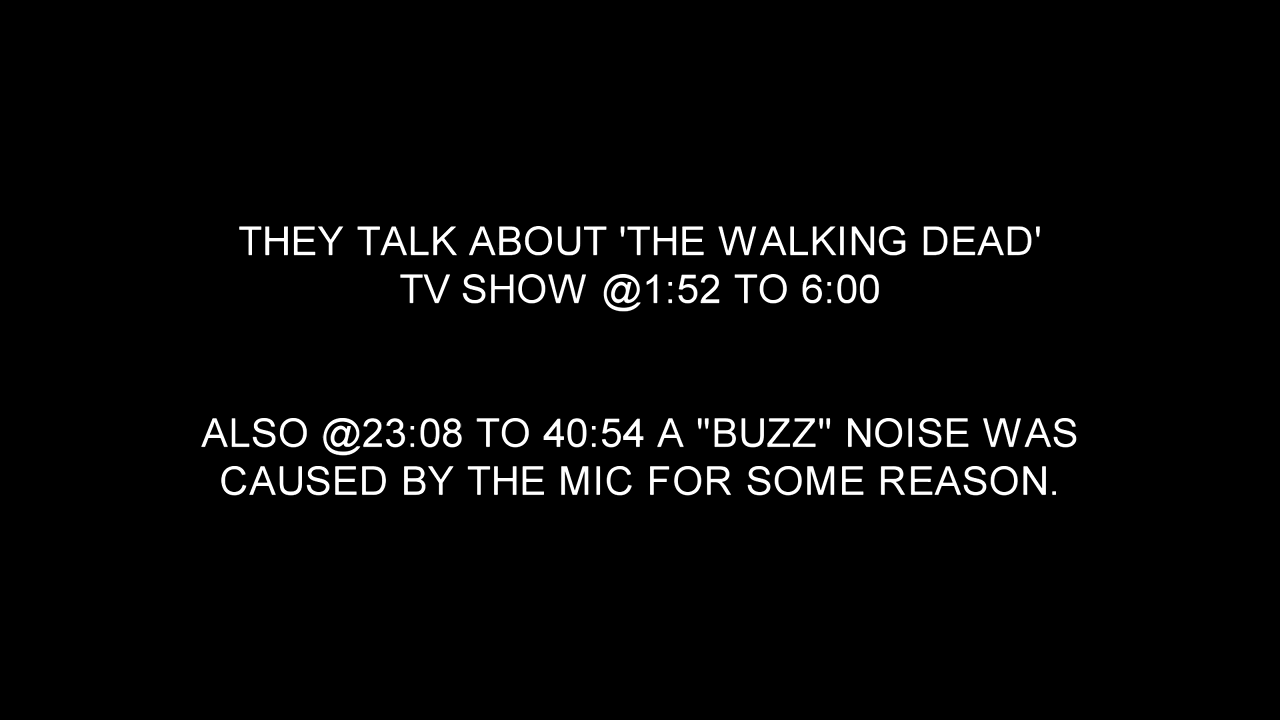 THEY TALK ABOUT 'THE WALKING DEAD'
TV SHOW @1:52 TO 6:00
ALSO @23:08 TO 40:54 A "BUZZ" NOISE WAS
CAUSED BY THE MIC FOR SOME REASON.